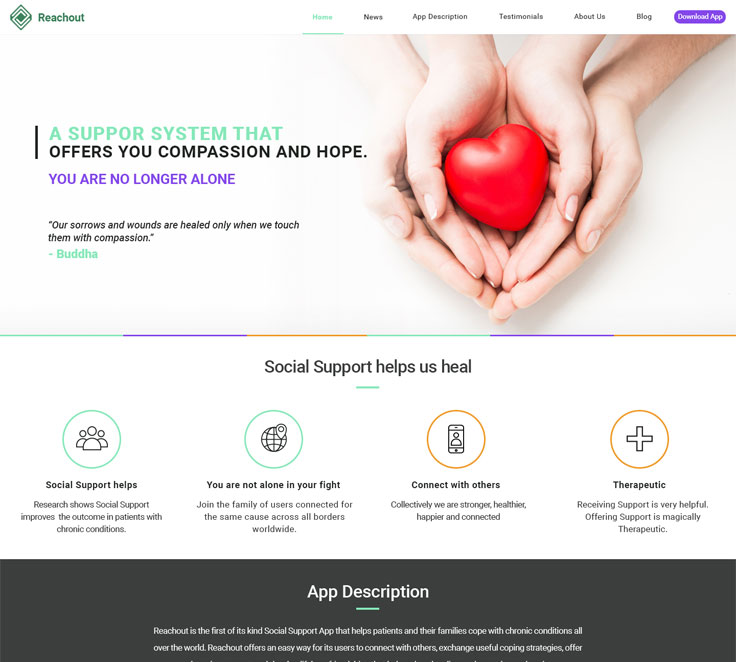 Reachout
Home News App Description Testimonials About Us Blog Download App
A SUPPOR SYSTEM THAT
OFFERS YOU COMPASSION AND HOPE.
YOU ARE NO LONGER ALONE
“Our sorrows and wounds are healed only when we touch
them with compassion.”
- Buddha
Social Support helps us heal
Social Support helps
Research shows Social Support
improves the outcome in patients with
chronic conditions.
You are not alone in your fight
Join the family of users connected for
the same cause across all borders
worldwide.
Connect with others
Collectively we are stronger, healthier,
happier and connected
Therapeutic
Receiving Support is very helpful.
Offering Support is magically
Therapeutic.
App Description
Reachout is the first of its kind Social Support App that helps patients and their families cope with chronic conditions all
over the world. Reachout offers an easy way for its users to connect with others, exchange useful coping strategies, offer